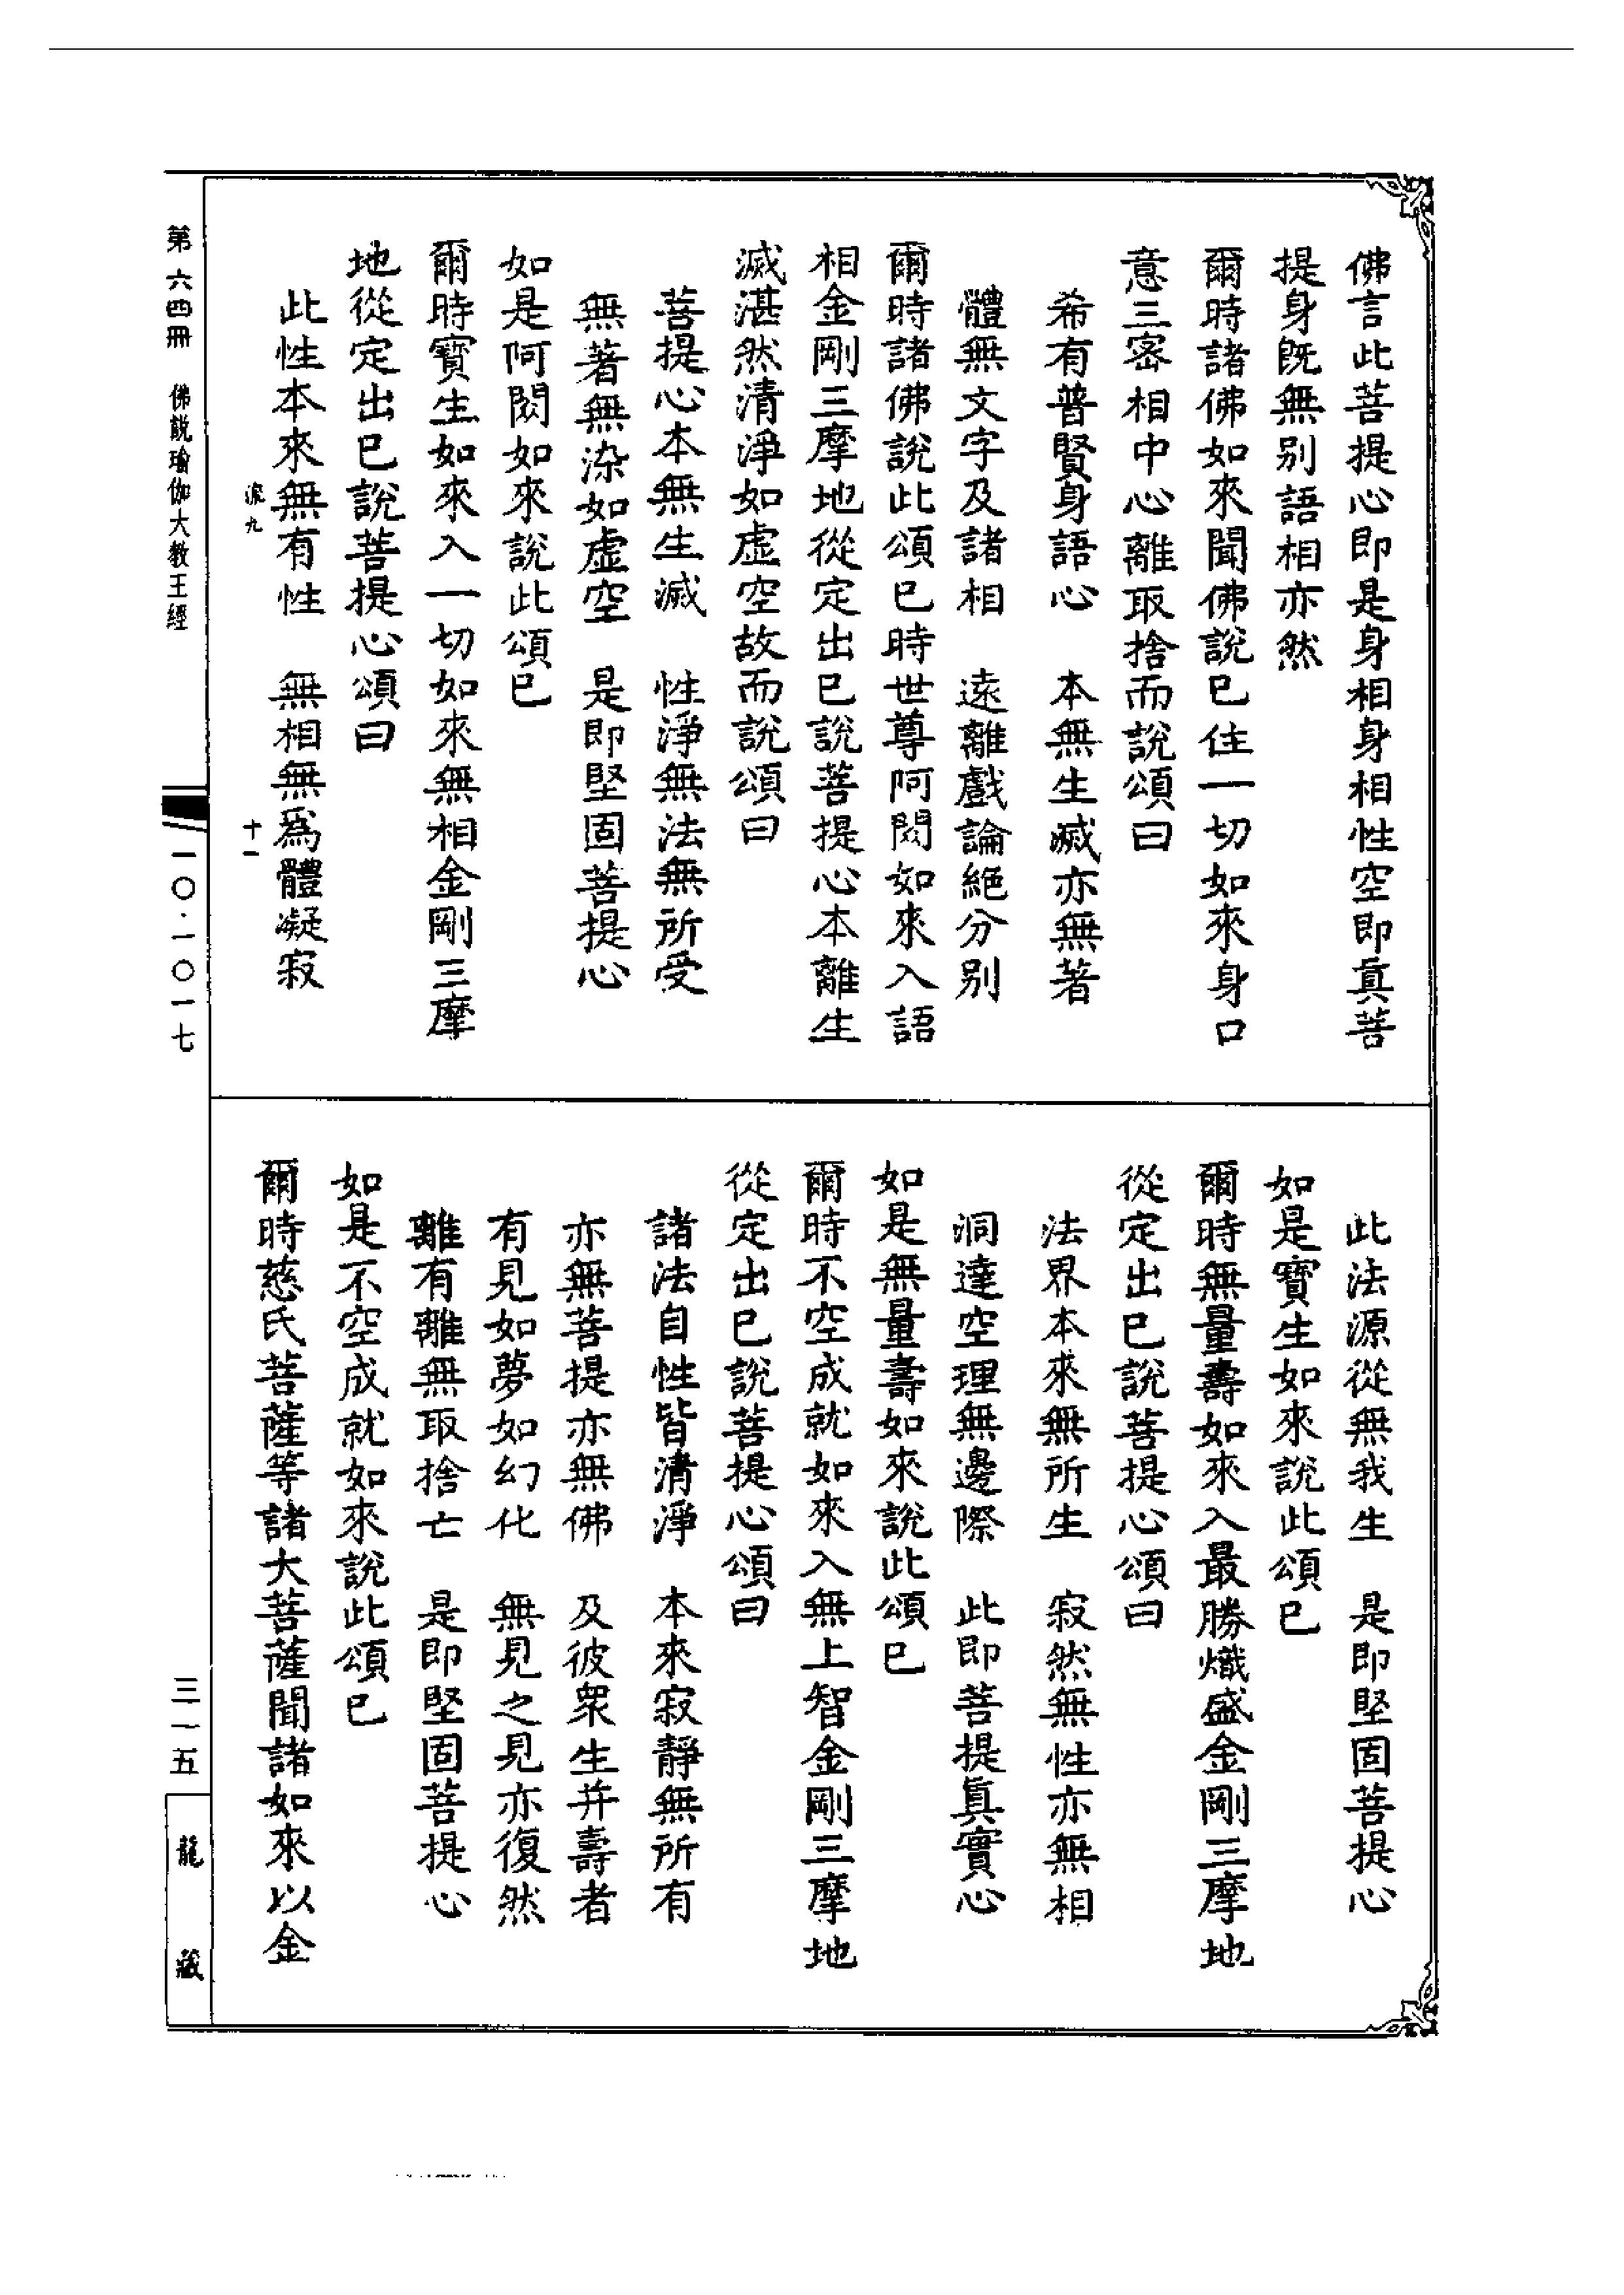 佛言此菩提心即是身相身相性空即真菩
提身既無别語相亦然
爾時諸佛如來聞佛說已住一切如來身口
意三密相中心離取捨而說頌曰
希有普賢身語心　本無生滅亦無著
體無文字及諸相　遠離戲論絕分别
爾時諸佛說此頌已時世尊阿閦如來入語
相金剛三摩地從定出已說菩提心本離生
滅湛然清淨如虛空故而說頌曰
菩提心本無生滅　性淨無法無所受
無著無染如虛空　是即堅固菩提心
如是阿閦如來說此頌已
爾時寶生如來入一切如來無相金剛三摩
地從定出已說菩提心頌曰
此性本來無有性　無相無爲體凝寂
流九　十一
此法源從無我生　是即堅固菩提心
如是寶生如來說此頌已
爾時無量壽如來入最勝熾盛金剛三摩地
從定出已說菩提心頌曰
法界本來無所生　寂然無性亦無相
洞達空理無邊際　此即菩提真實心
如是無量壽如來說此頌已
爾時不空成就如來入無上智金剛三摩地
從定出已說菩提心頌曰
諸法自性皆清淨　本來寂靜無所有
亦無菩提亦無佛　及彼衆生并壽者
有見如夢如幻化　無見之見亦復然
離有離無取捨亡　是即堅固菩提心
如是不空成就如來說此頌已
爾時慈氏菩薩等諸大菩薩聞諸如來以金
第六四冊　佛説瑜伽大教王經　一〇·一〇一七　三一五　龍藏